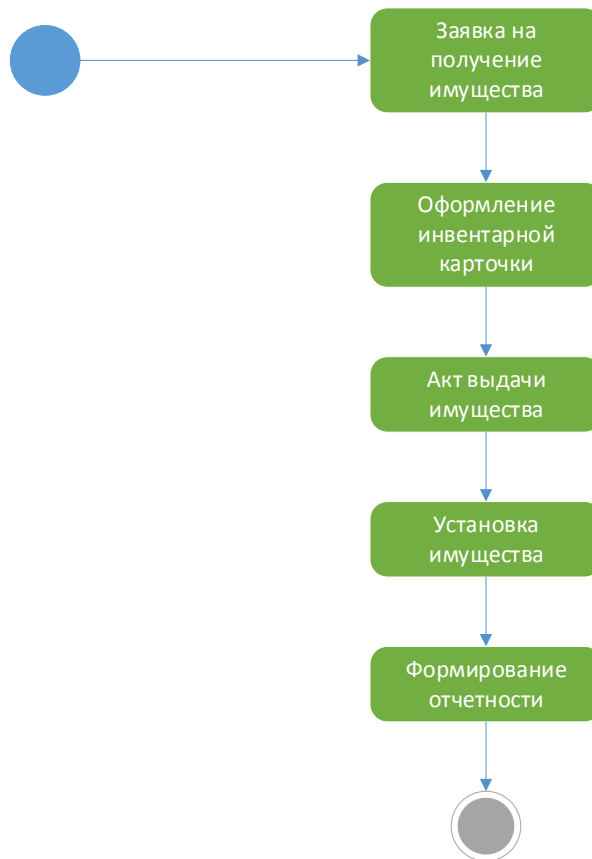 Заявка на
получение
имущества
Оформление
инвентарной
карточки
Акт выдачи
имущества
Установка
имущества
Формирование
отчетности